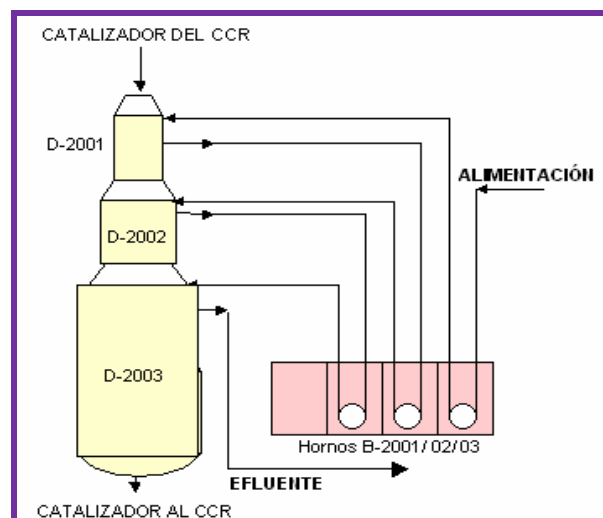 CATALIZADOR DEL CCR
D-2001
ALIMENTACIÓN
D-2002
D-2003
Hornos B-2001/02/03
EFLUENTE
CATALIZADOR AL CCR